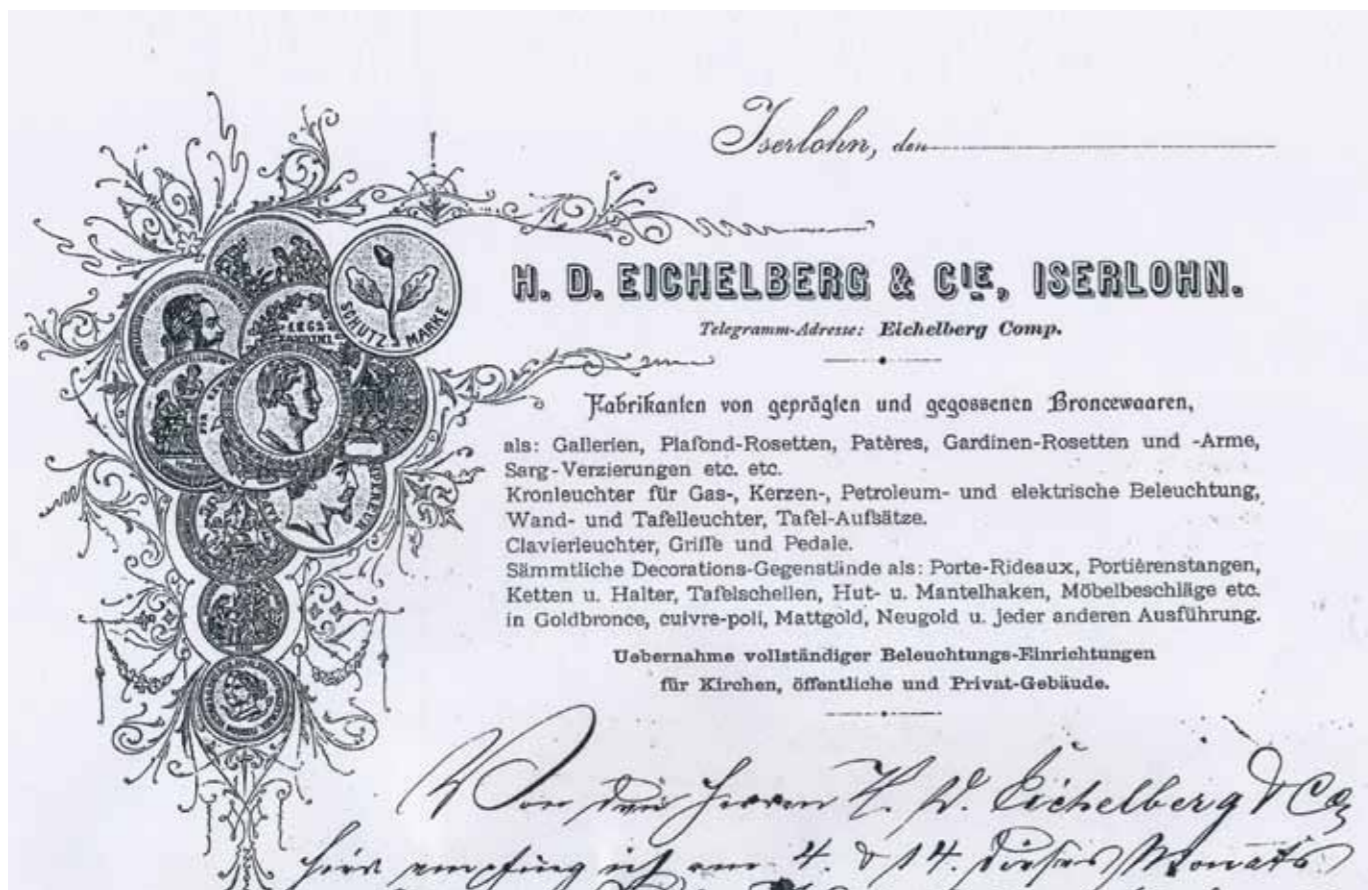 Iserlohn, den
SCHUTZ MARKE
1862
H. D. EICHELBERG & CIE, ISERLOHN.
Telegramm-Adresse: Eichelberg Comp.
Fabrikanten von geprägten und gegossenen Broncewaaren,
als: Gallerien, Plafond-Rosetten, Patères, Gardinen-Rosetten und -Arme,
Sarg-Verzierungen etc. etc.
Kronleuchter für Gas-, Kerzen-, Petroleum- und elektrische Beleuchtung,
Wand- und Tafelleuchter, Tafel-Aufsätze.
Clavierleuchter, Griffe und Pedale.
Sämmtliche Decorations-Gegenstände als: Porte-Rideaux, Portièrenstangen,
Ketten u. Halter, Tafelschellen, Hut- u. Mantelhaken, Möbelbeschläge etc.
in Goldbronce, cuivre-poli, Mattgold, Neugold u. jeder anderen Ausführung.
Uebernahme vollständiger Beleuchtungs-Einrichtungen
für Kirchen, öffentliche und Privat-Gebäude.
Von den Herren H. D. Eichelberg & Co
hier empfing ich am 4. & 14. dieses Monats